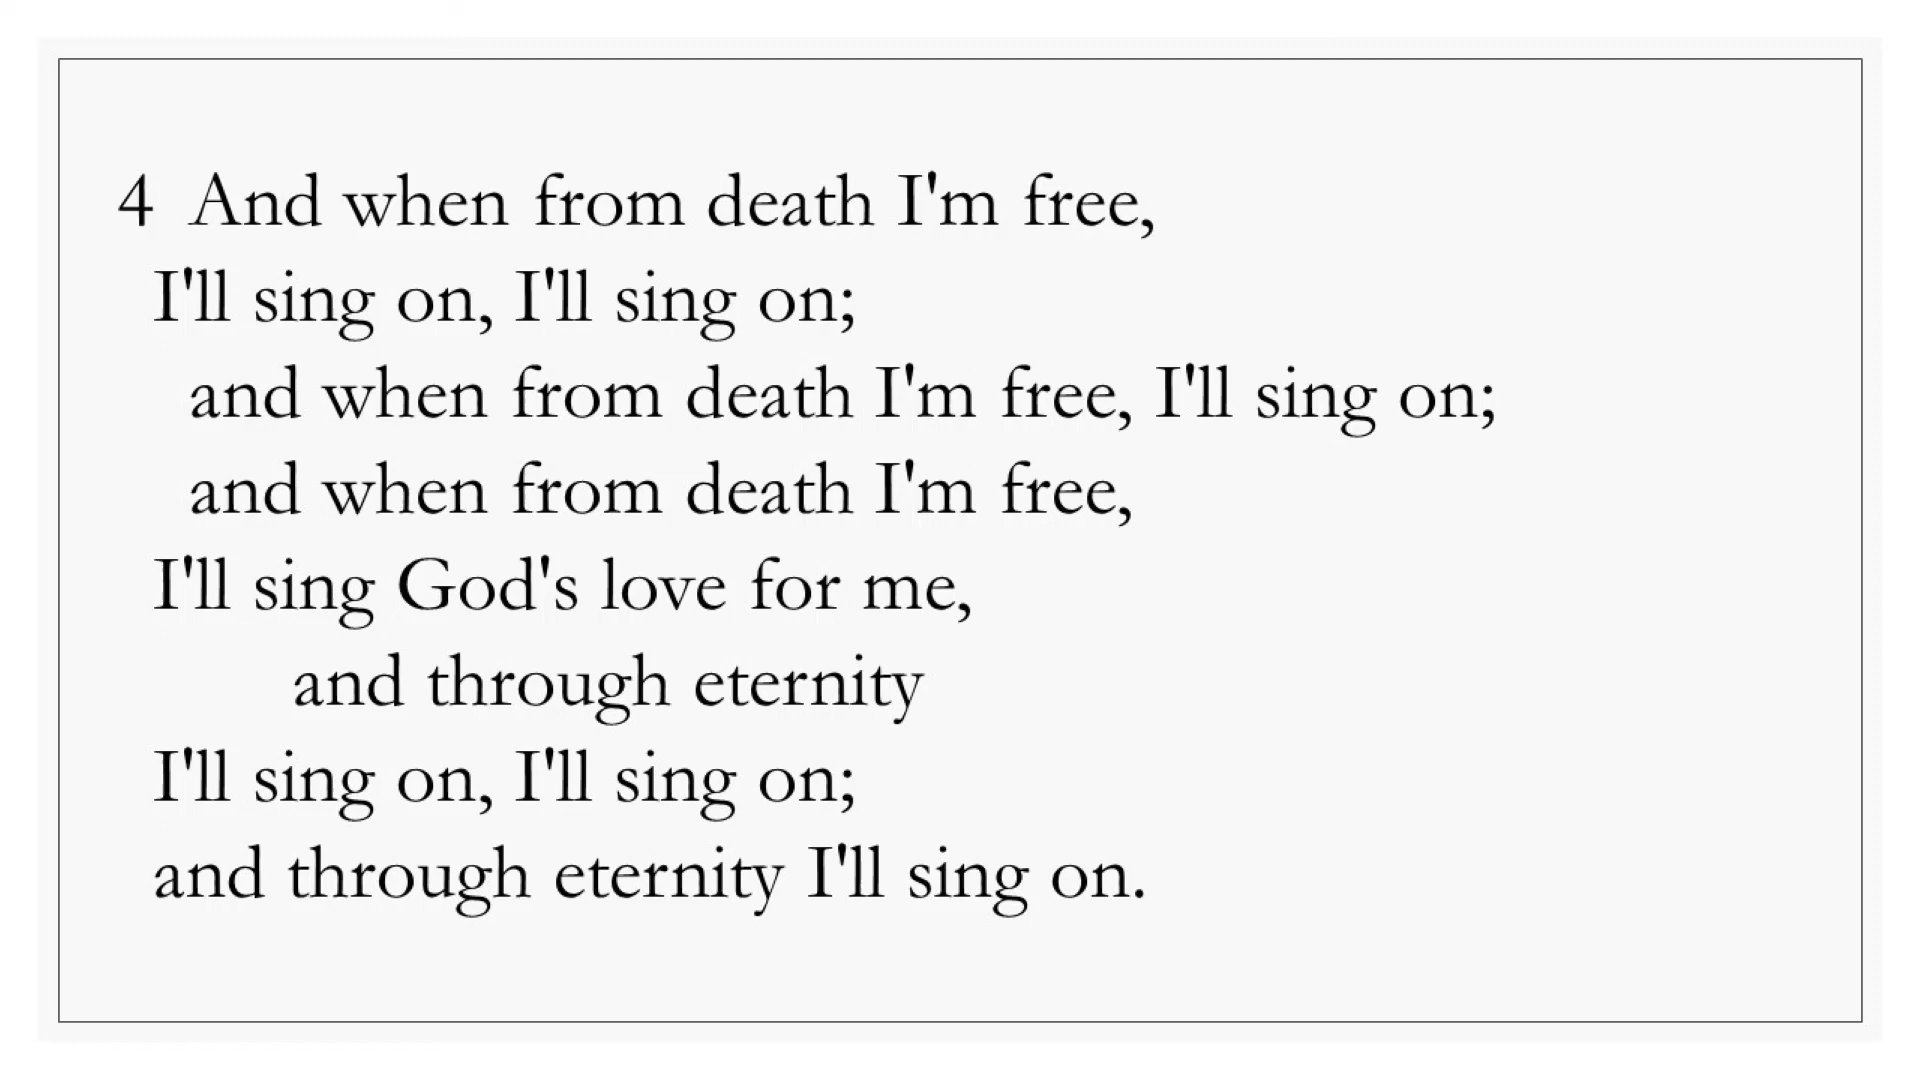 4 And when from death I'm free,
I'll sing on, I'll sing on;
and when from death I'm free, I'll sing on;
and when from death I'm free,
I'll sing God's love for me,
and through eternity
I'll sing on, I'll sing on;
and through eternity I'll sing on.